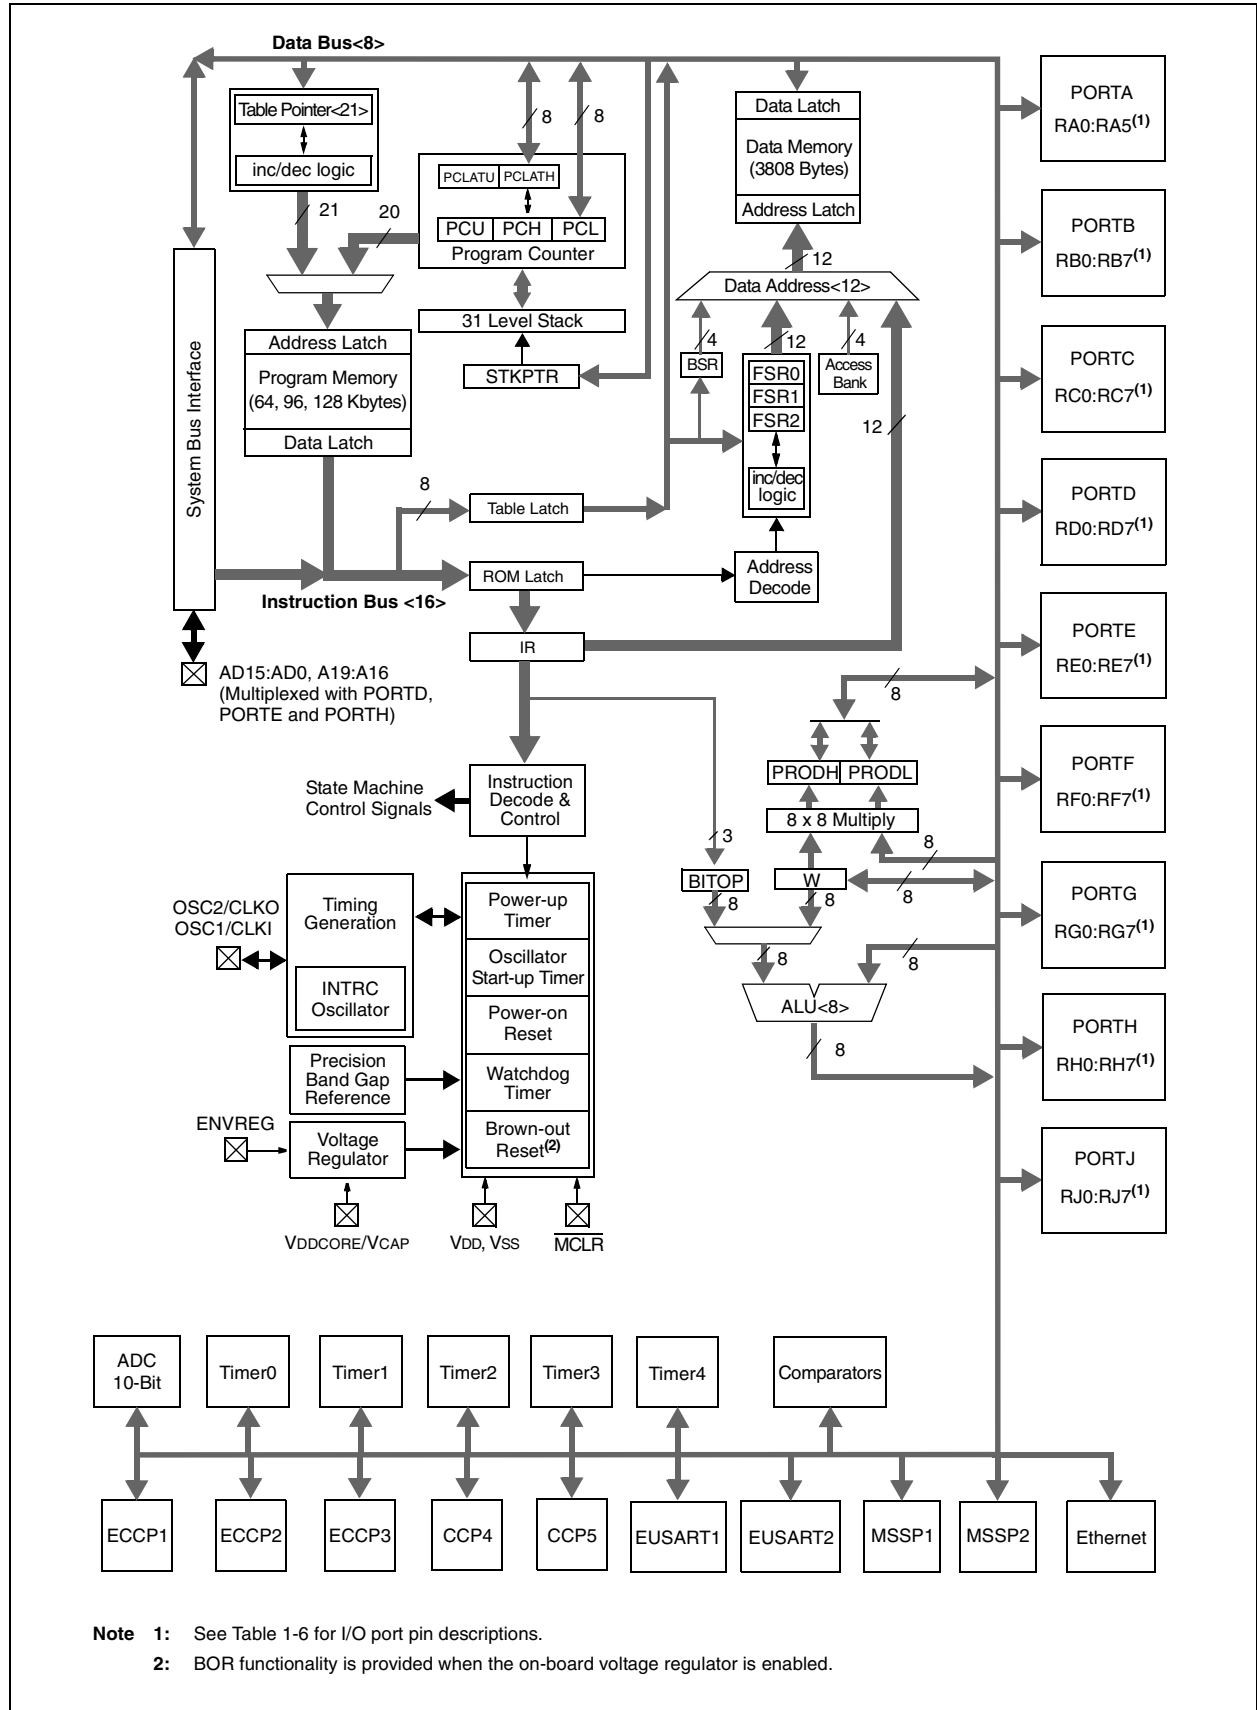 Data Bus<8>
Table Pointer<21>
inc/dec logic
21
20
8
8
PCLATU
PCLATH
PCU
PCH
PCL
Program Counter
31 Level Stack
STKPTR
Data Latch
Data Memory
(3808 Bytes)
Address Latch
12
Data Address<12>
4
12
4
BSR
FSR0
FSR1
FSR2
inc/dec
logic
Access
Bank
12
Address
Decode
System Bus Interface
Address Latch
Program Memory
(64, 96, 128 Kbytes)
Data Latch
8
Table Latch
ROM Latch
Instruction Bus <16>
IR
AD15:AD0, A19:A16
(Multiplexed with PORTD,
PORTE and PORTH)
State Machine
Control Signals
Instruction
Decode &
Control
8
PRODH
PRODL
8 x 8 Multiply
8
3
BITOP
W
8
8
8
8
8
ALU<8>
8
OSC2/CLKO
OSC1/CLKI
Timing
Generation
INTRC
Oscillator
Power-up
Timer
Oscillator
Start-up Timer
Power-on
Reset
Watchdog
Timer
Brown-out
Reset(2)
Precision
Band Gap
Reference
ENVREG
Voltage
Regulator
VDDCORE/VCAP
VDD, VSS
MCLR
PORTA
RA0:RA5(1)
PORTB
RB0:RB7(1)
PORTC
RC0:RC7(1)
PORTD
RD0:RD7(1)
PORTE
RE0:RE7(1)
PORTF
RF0:RF7(1)
PORTG
RG0:RG7(1)
PORTH
RH0:RH7(1)
PORTJ
RJ0:RJ7(1)
ADC
10-Bit
Timer0
Timer1
Timer2
Timer3
Timer4
Comparators
ECCP1
ECCP2
ECCP3
CCP4
CCP5
EUSART1
EUSART2
MSSP1
MSSP2
Ethernet
Note 1: See Table 1-6 for I/O port pin descriptions.
2: BOR functionality is provided when the on-board voltage regulator is enabled.